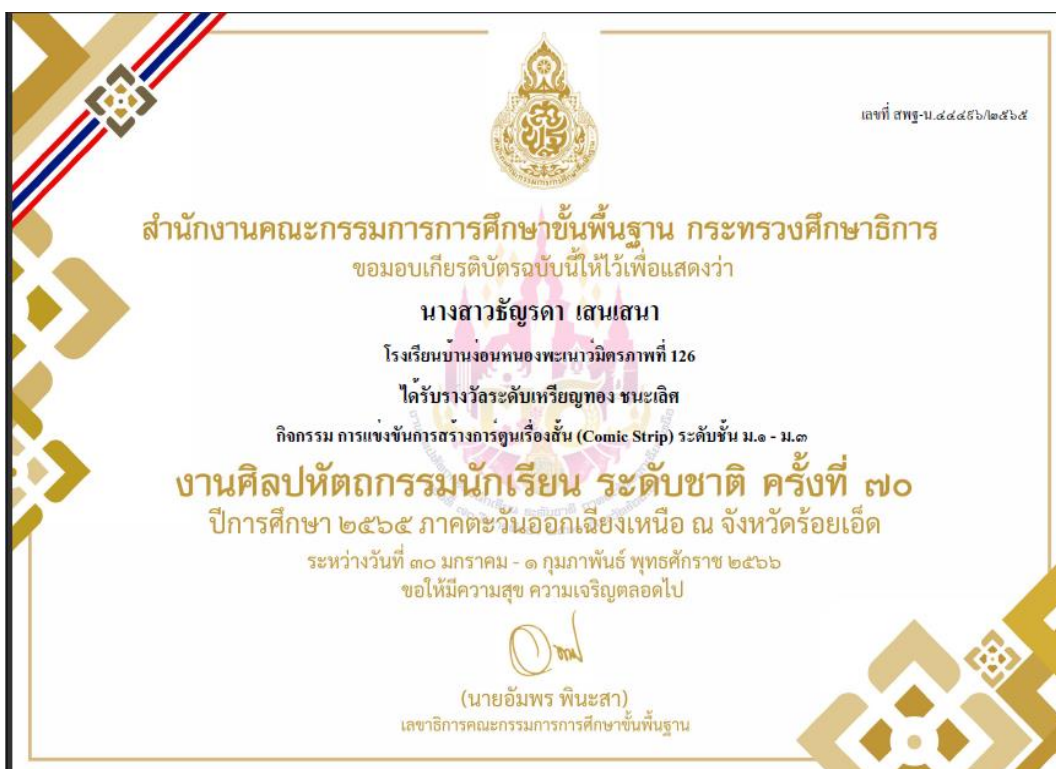 เลขที่ สพฐ-น.๔๔๔๕๖/๒๕๖๕
สำนักงานคณะกรรมการการศึกษาขั้นพื้นฐาน กระทรวงศึกษาธิการ
ขอมอบเกียรติบัตรฉบับนี้ให้ไว้เพื่อแสดงว่า
นางสาวธัญรดา เสนเสนา
โรงเรียนบ้านง่อนหนองพะเนาว์มิตรภาพที่ 126
ได้รับรางวัลระดับเหรียญทอง ชนะเลิศ
กิจกรรม การแข่งขันการสร้างการ์ตูนเรื่องสั้น (Comic Strip) ระดับชั้น ม.๑ - ม.๓
งานศิลปหัตถกรรมนักเรียน ระดับชาติ ครั้งที่ ๗๐
ปีการศึกษา ๒๕๖๕ ภาคตะวันออกเฉียงเหนือ ณ จังหวัดร้อยเอ็ด
ระหว่างวันที่ ๓๐ มกราคม - ๑ กุมภาพันธ์ พุทธศักราช ๒๕๖๖
ขอให้มีความสุข ความเจริญตลอดไป
(นายอัมพร พินะสา)
เลขาธิการคณะกรรมการการศึกษาขั้นพื้นฐาน